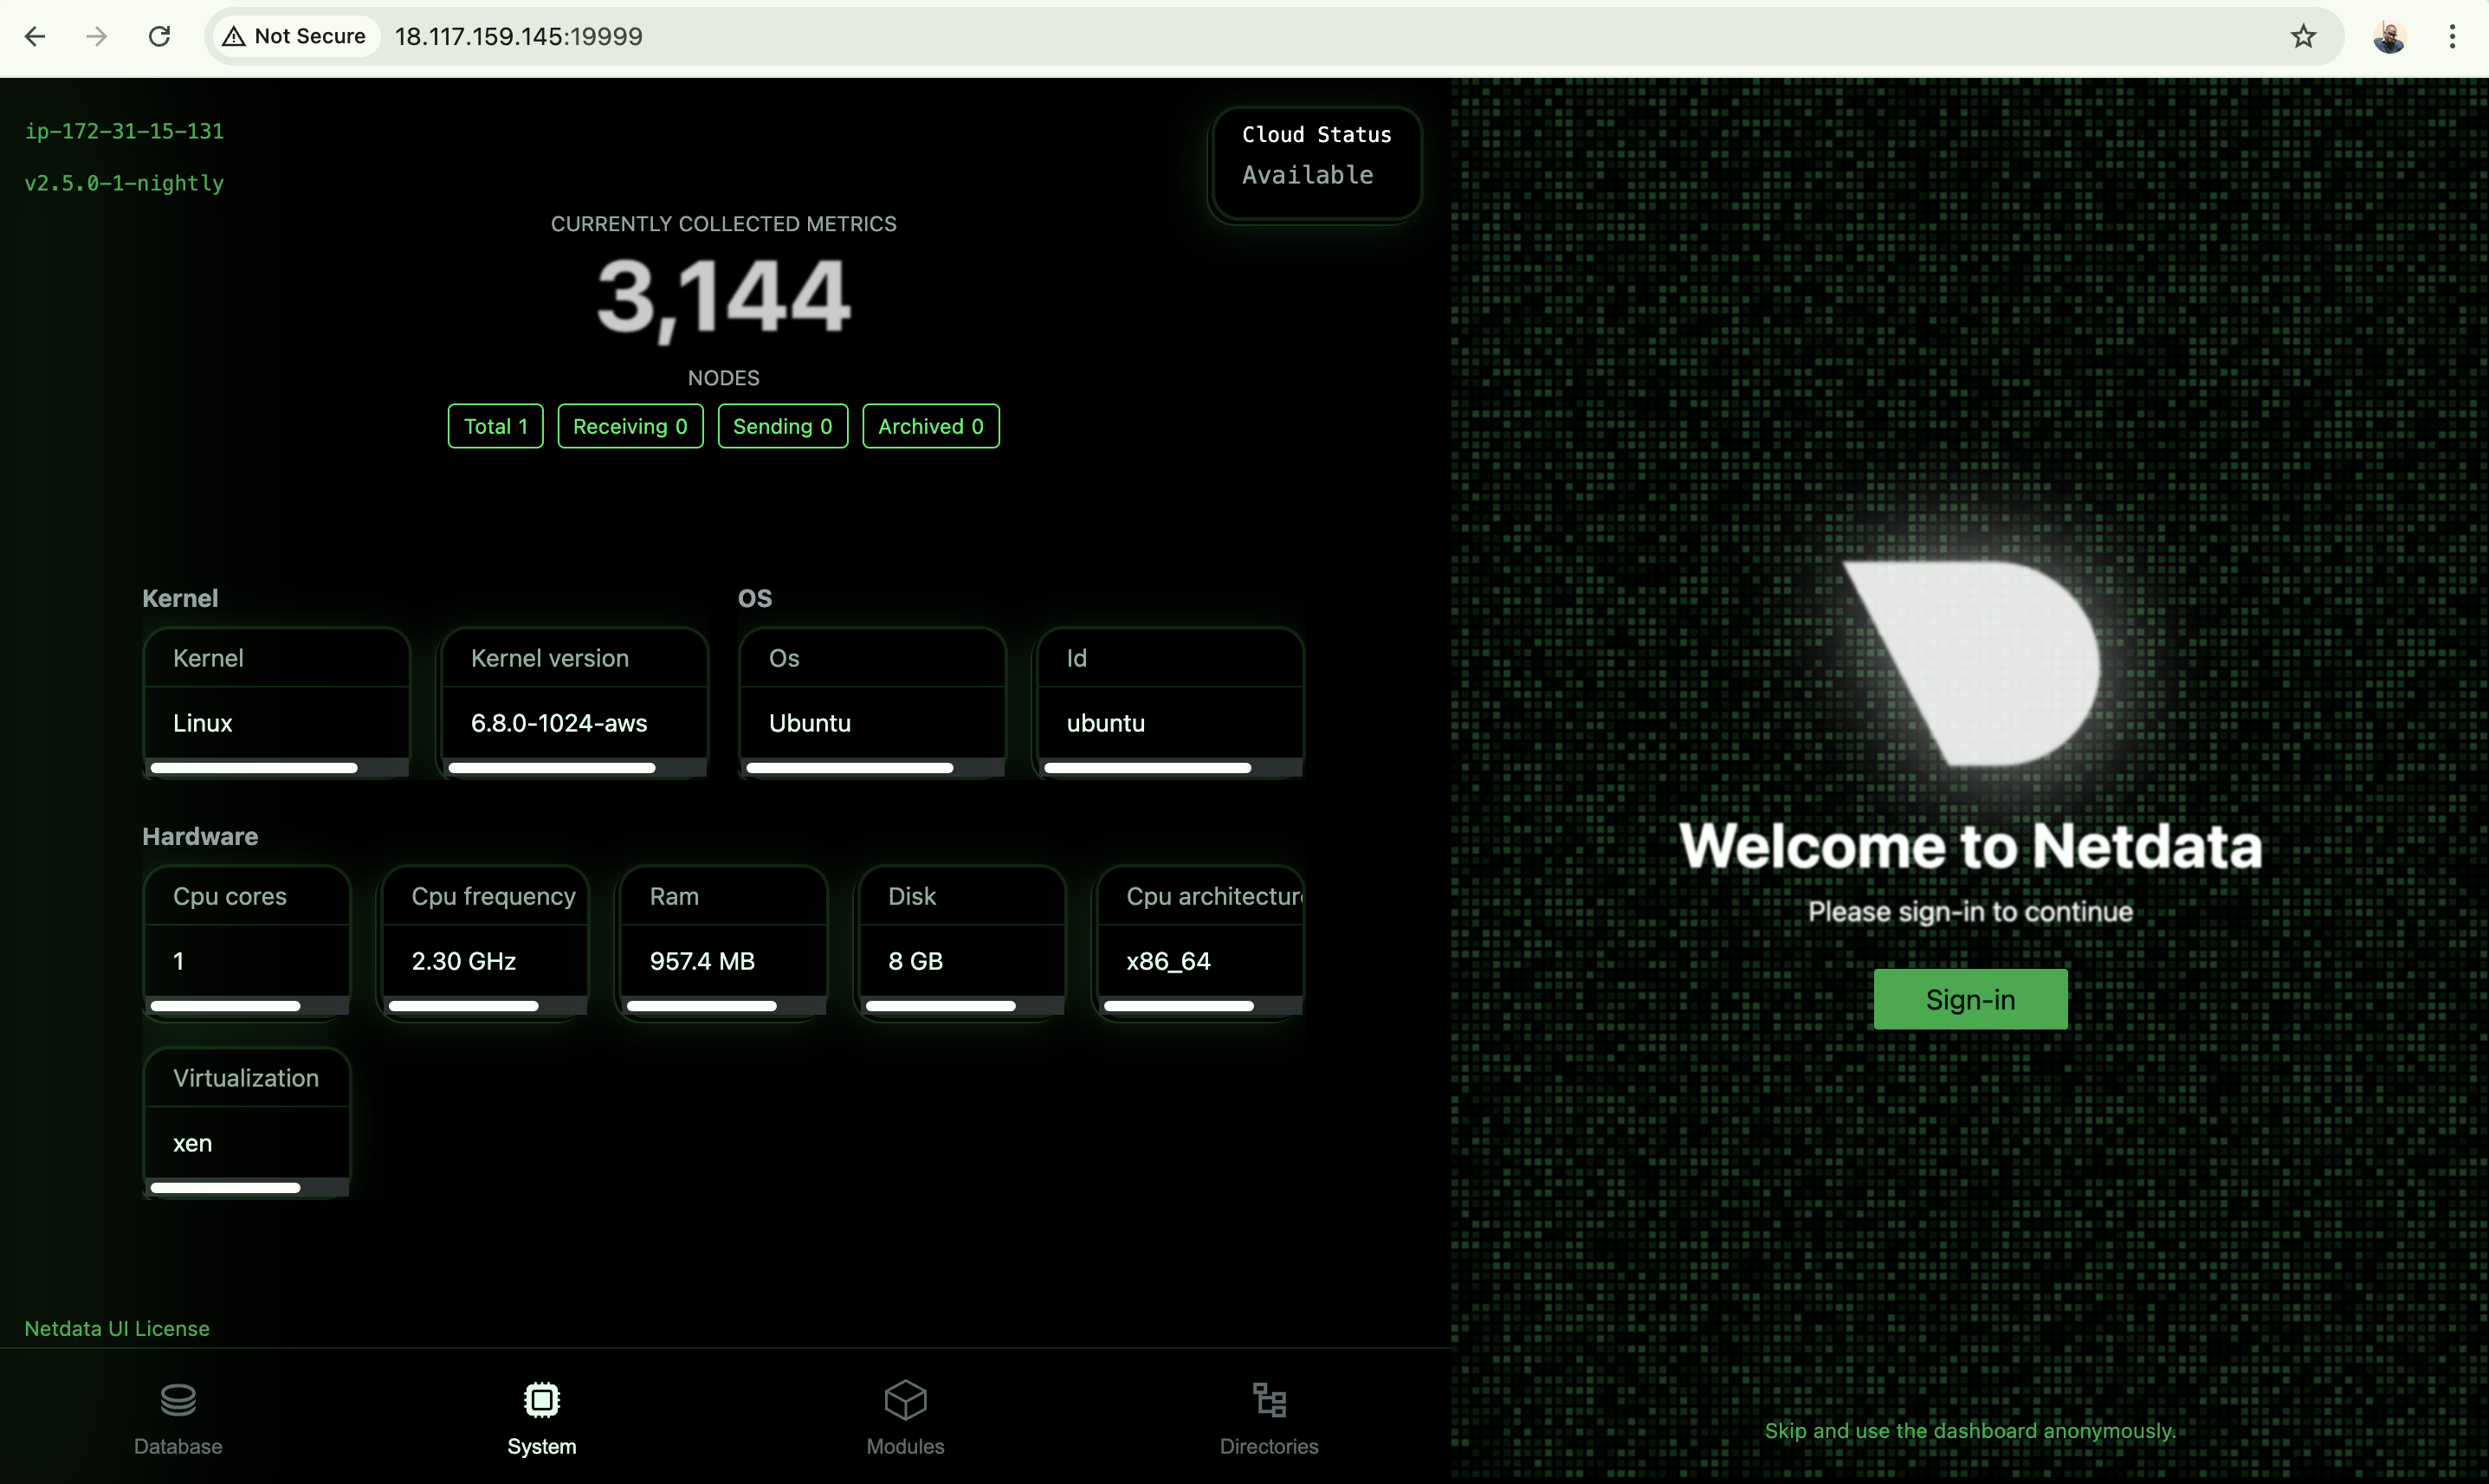 Not Secure 18.117.159.145:19999
ip-172-31-15-131
v2.5.0-1-nightly
Cloud Status
Available
CURRENTLY COLLECTED METRICS
3,144
NODES
Total 1 Receiving 0 Sending 0 Archived 0
Kernel
Kernel
Linux
Kernel version
6.8.0-1024-aws
OS
Os
Ubuntu
Id
ubuntu
Hardware
Cpu cores
1
Cpu frequency
2.30 GHz
Ram
957.4 MB
Disk
8 GB
Cpu architectur
x86_64
Virtualization
xen
Netdata UI License
Database System Modules Directories
Welcome to Netdata
Please sign-in to continue
Sign-in
Skip and use the dashboard anonymously.